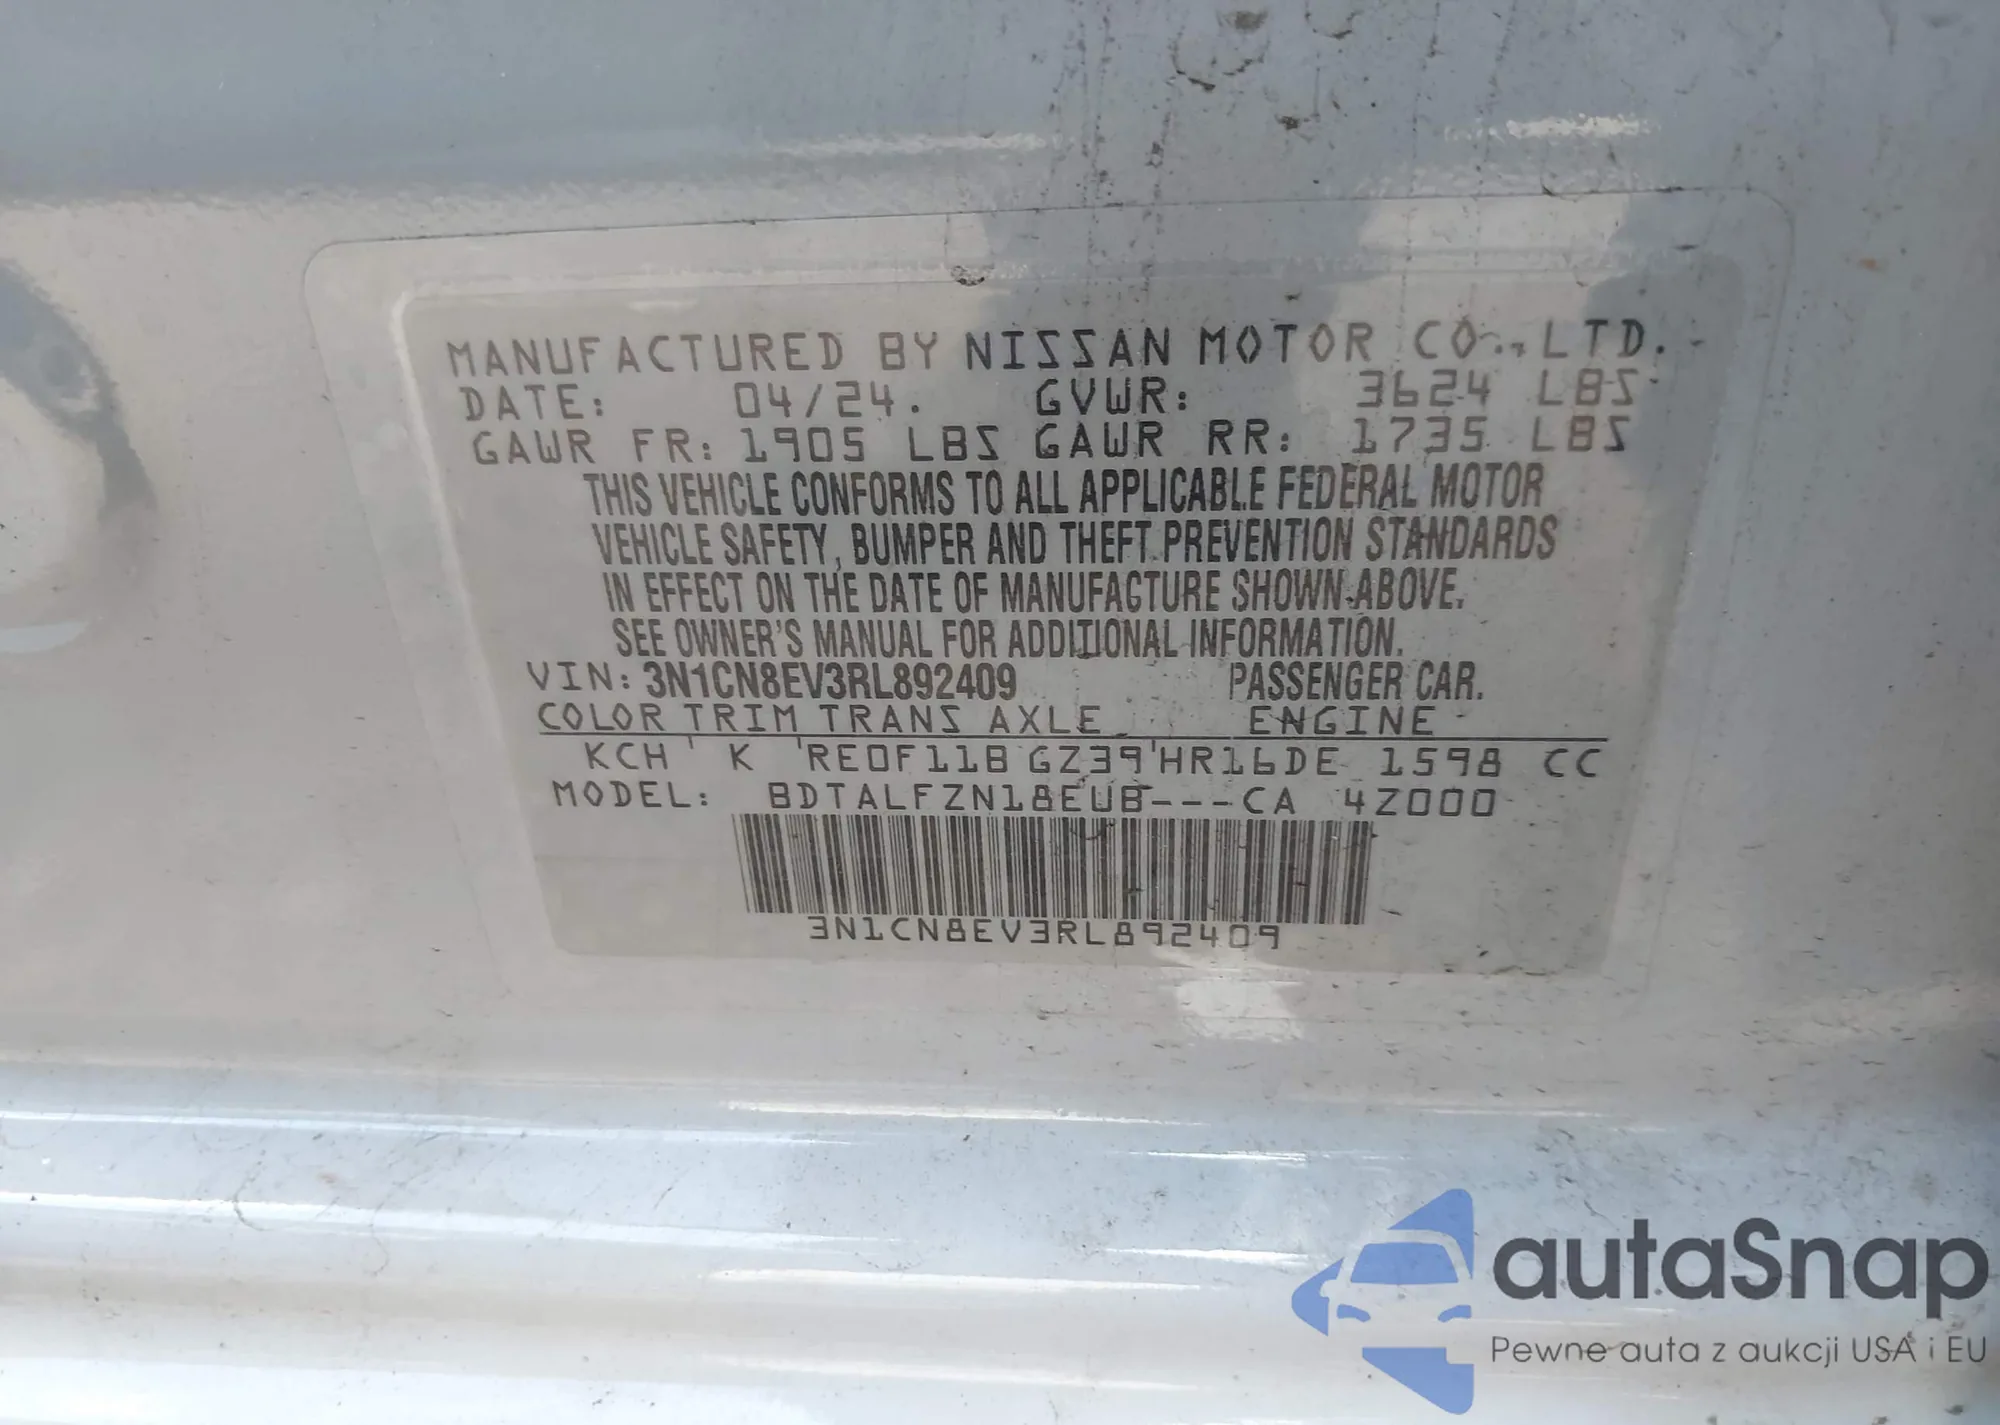 MANUFACTURED BY NISSAN MOTOR CO., LTD.
DATE: 04/24. GVWR: 3624 LBS
GAWR FR: 1905 LBS GAWR RR: 1735 LBS
THIS VEHICLE CONFORMS TO ALL APPLICABLE FEDERAL MOTOR
VEHICLE SAFETY, BUMPER AND THEFT PREVENTION STANDARDS
IN EFFECT ON THE DATE OF MANUFACTURE SHOWN ABOVE.
SEE OWNER'S MANUAL FOR ADDITIONAL INFORMATION.
VIN: 3N1CN8EV3RL892409 PASSENGER CAR.
COLOR TRIM TRANS AXLE ENGINE
KCH ' K 'RE0F11B GZ39'HR16DE 1598 CC
MODEL: BDTALFZN18EUB---CA 4Z000
3N1CN8EV3RL892409
autaSnap
Pewne auta z aukcji USA i EU